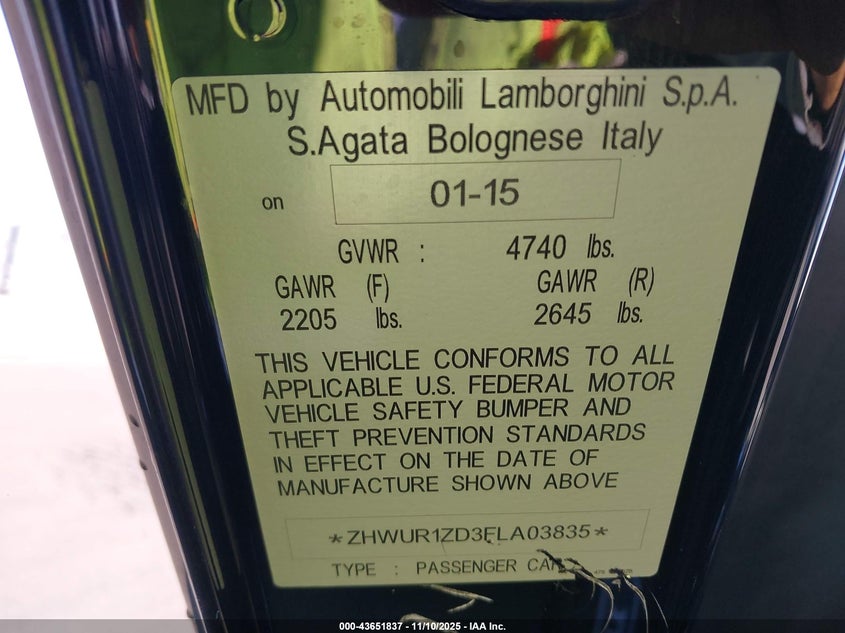 MFD by Automobili Lamborghini S.p.A.
S.Agata Bolognese Italy
on 01-15
GVWR : 4740 lbs.
GAWR (F) GAWR (R)
2205 lbs. 2645 lbs.
THIS VEHICLE CONFORMS TO ALL
APPLICABLE U.S. FEDERAL MOTOR
VEHICLE SAFETY BUMPER AND
THEFT PREVENTION STANDARDS
IN EFFECT ON THE DATE OF
MANUFACTURE SHOWN ABOVE
*ZHWUR1ZD3FLA03835*
TYPE : PASSENGER CAR
000-43651837 - 11/10/2025 - IAA Inc.